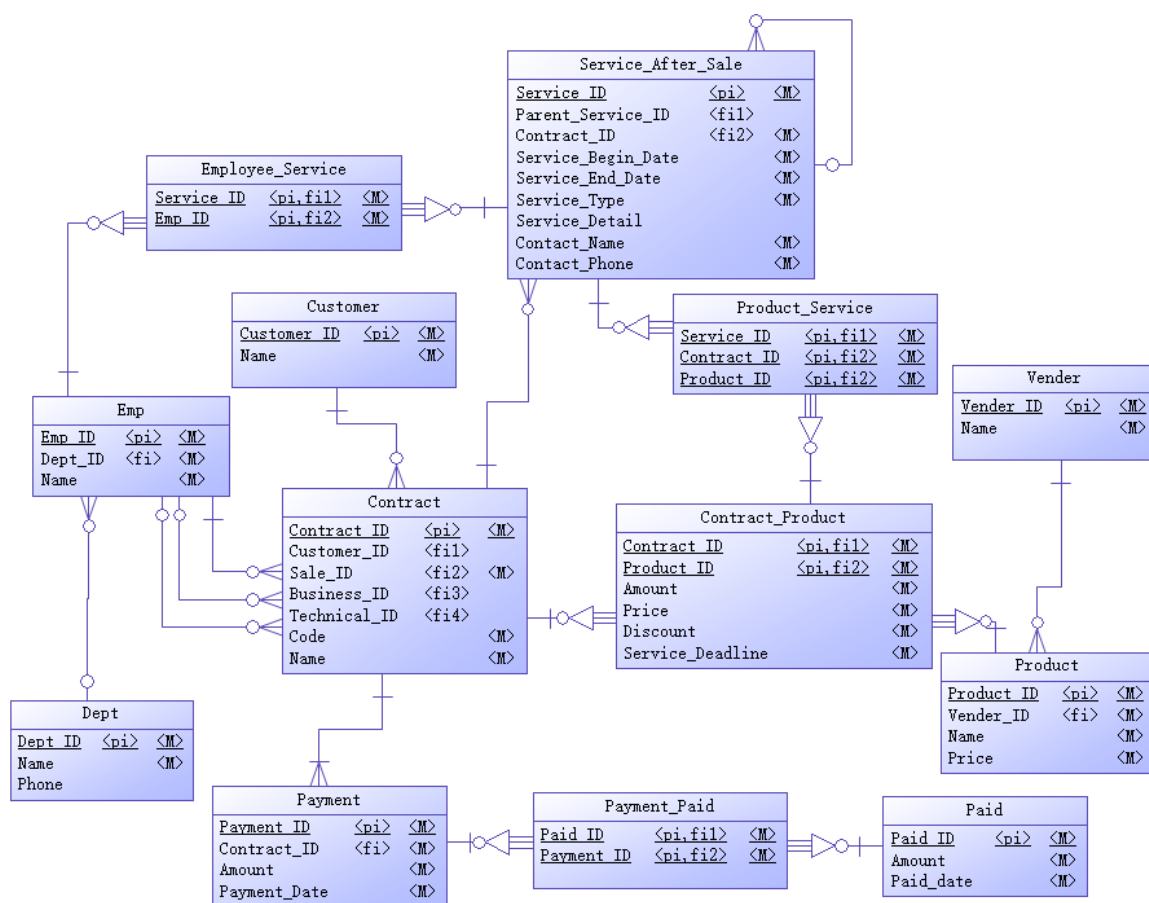 Service_After_Sale
Service_ID <pi> <M>
Parent_Service_ID <fi1>
Contract_ID <fi2> <M>
Service_Begin_Date <M>
Service_End_Date <M>
Service_Type <M>
Service_Detail
Contact_Name <M>
Contact_Phone <M>
Employee_Service
Service_ID <pi,fi1> <M>
Emp_ID <pi,fi2> <M>
Customer
Customer_ID <pi> <M>
Name <M>
Product_Service
Service_ID <pi,fi1> <M>
Contract_ID <pi,fi2> <M>
Product_ID <pi,fi2> <M>
Vender
Vender_ID <pi> <M>
Name <M>
Emp
Emp_ID <pi> <M>
Dept_ID <fi> <M>
Name <M>
Contract
Contract_ID <pi> <M>
Customer_ID <fi1>
Sale_ID <fi2> <M>
Business_ID <fi3>
Technical_ID <fi4>
Code <M>
Name <M>
Contract_Product
Contract_ID <pi,fi1> <M>
Product_ID <pi,fi2> <M>
Amount <M>
Price <M>
Discount <M>
Service_Deadline <M>
Product
Product_ID <pi> <M>
Vender_ID <fi> <M>
Name <M>
Price <M>
Dept
Dept_ID <pi> <M>
Name <M>
Phone
Payment
Payment_ID <pi> <M>
Contract_ID <fi> <M>
Amount <M>
Payment_Date <M>
Payment_Paid
Paid_ID <pi,fi1> <M>
Payment_ID <pi,fi2> <M>
Paid
Paid_ID <pi> <M>
Amount <M>
Paid_date <M>